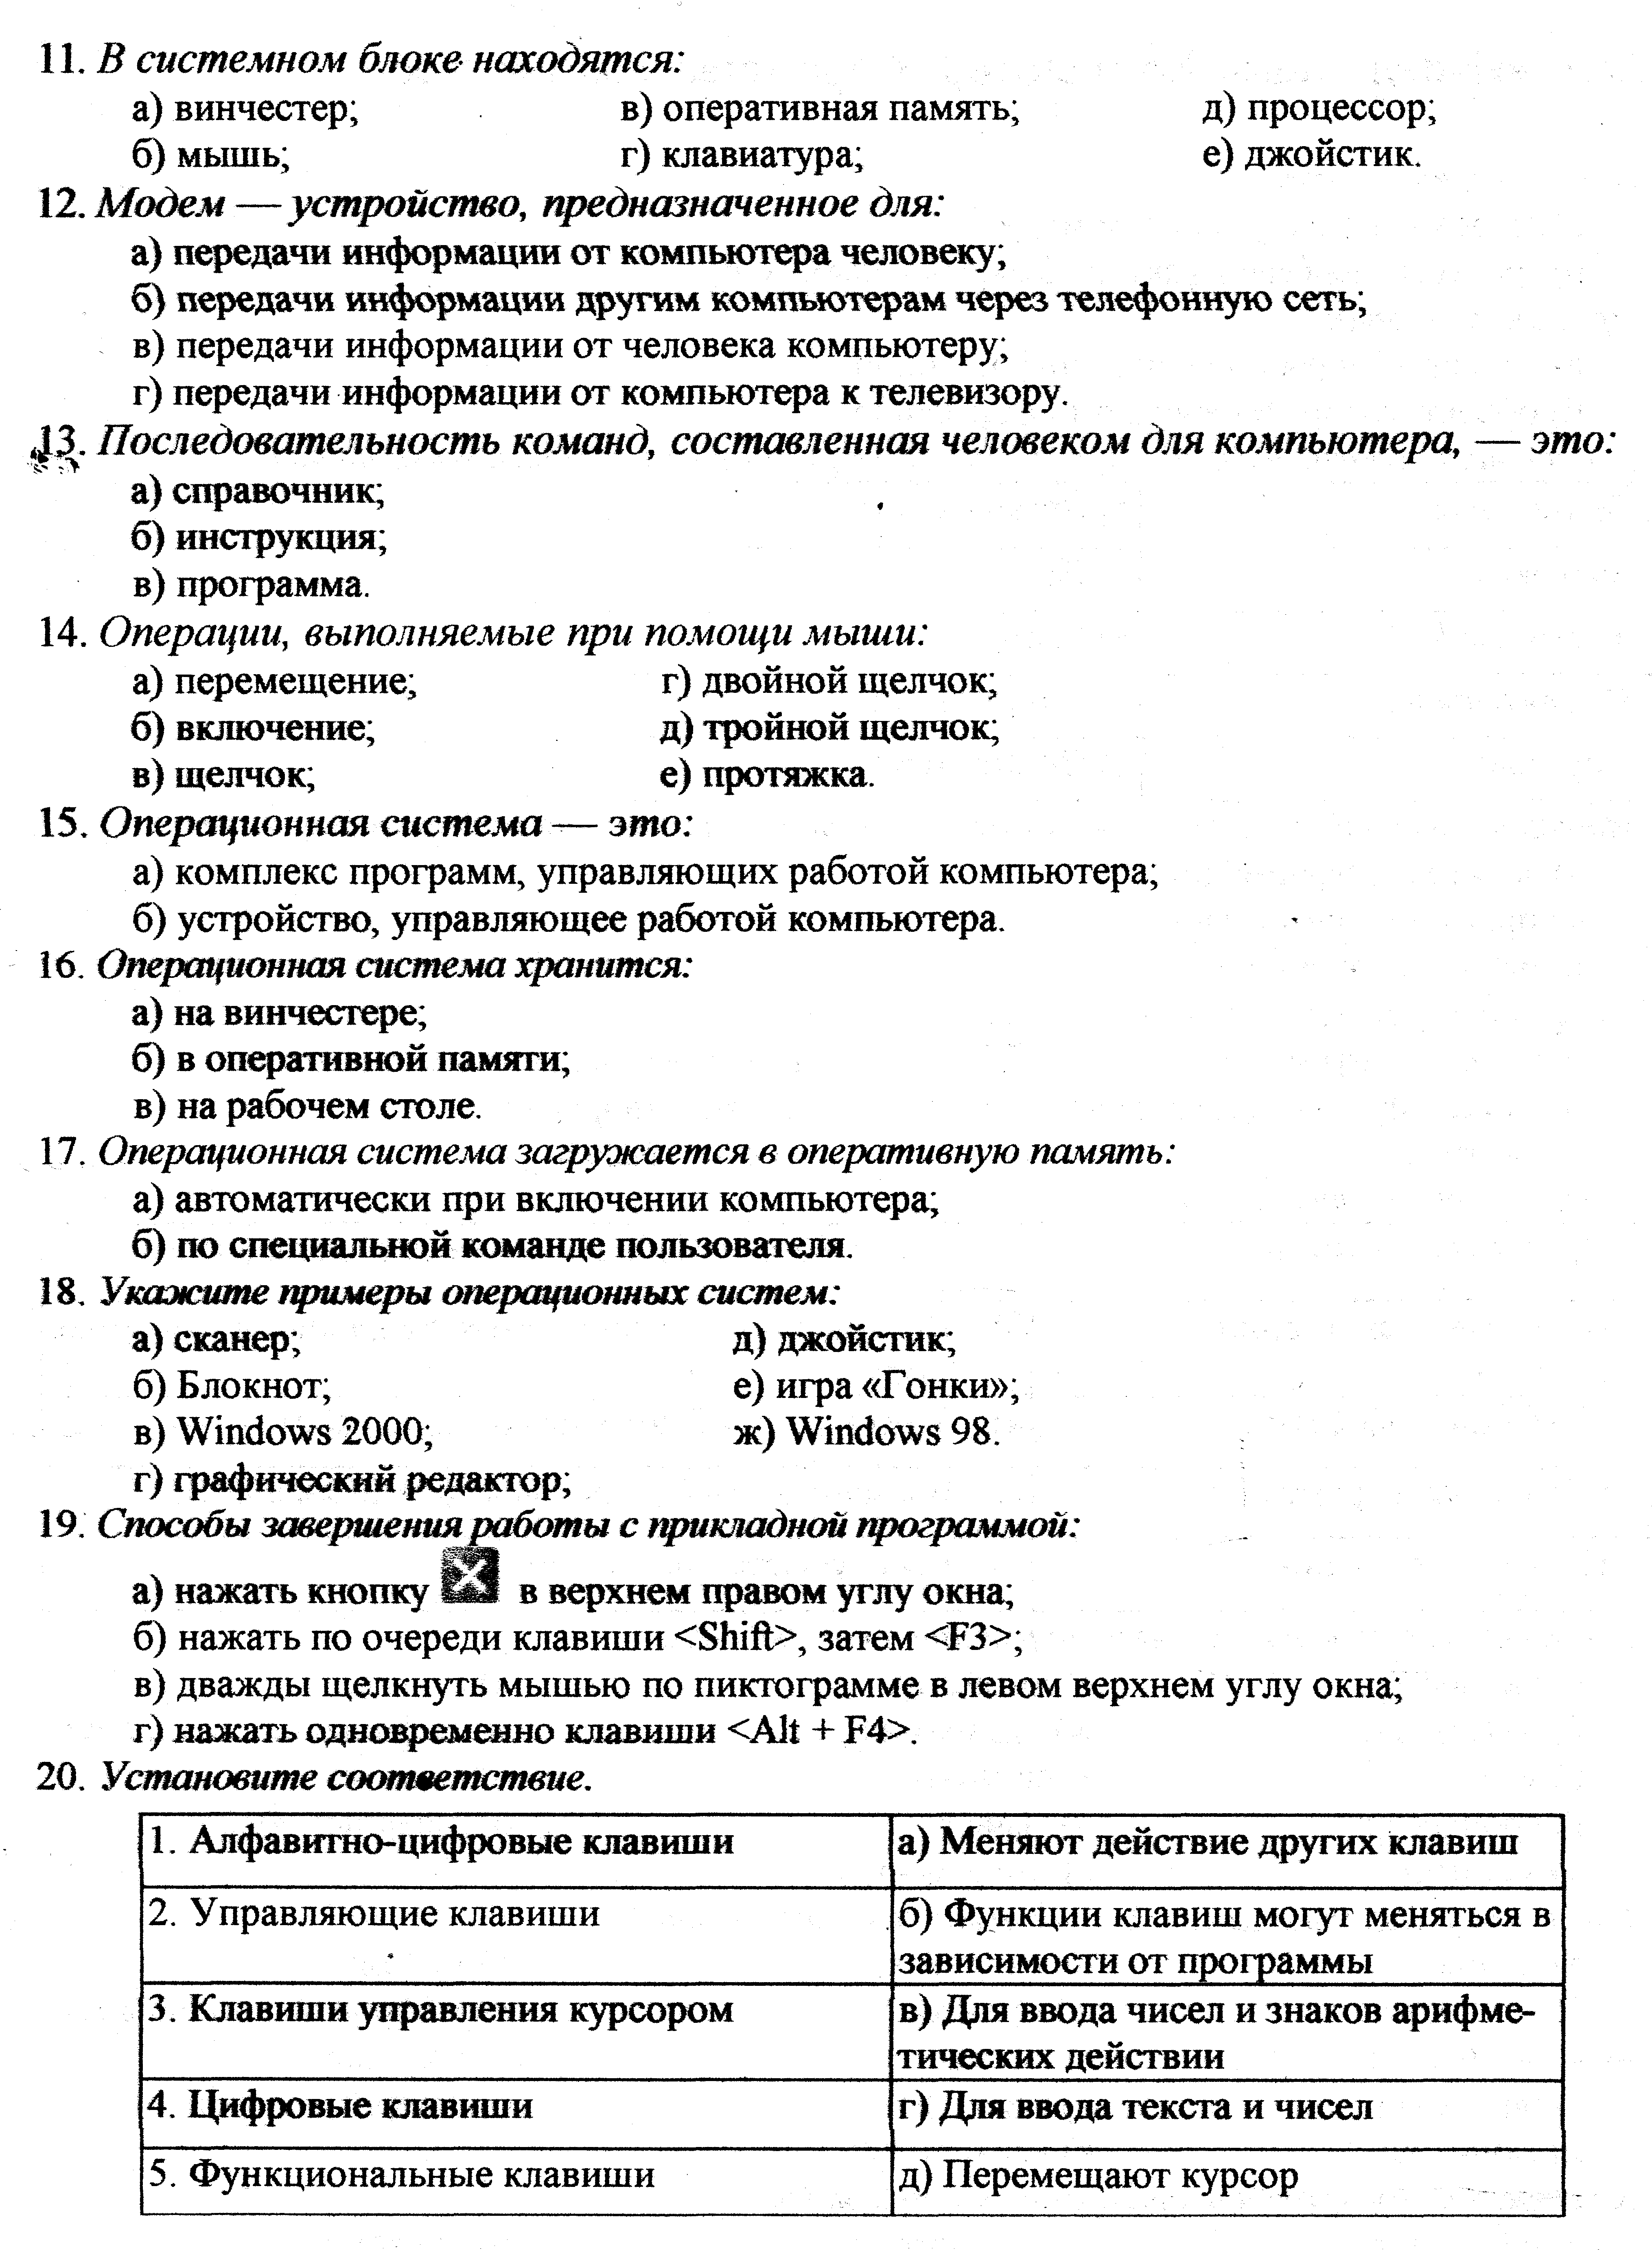 11. В системном блоке находятся:
а) винчестер; в) оперативная память; д) процессор;
б) мышь; г) клавиатура; е) джойстик.
12. Модем — устройство, предназначенное для:
а) передачи информации от компьютера человеку;
б) передачи информации другим компьютерам через телефонную сеть;
в) передачи информации от человека компьютеру;
г) передачи информации от компьютера к телевизору.
13. Последовательность команд, составленная человеком для компьютера, — это:
а) справочник;
б) инструкция;
в) программа.
14. Операции, выполняемые при помощи мыши:
а) перемещение; г) двойной щелчок;
б) включение; д) тройной щелчок;
в) щелчок; е) протяжка.
15. Операционная система — это:
а) комплекс программ, управляющих работой компьютера;
б) устройство, управляющее работой компьютера.
16. Операционная система хранится:
а) на винчестере;
б) в оперативной памяти;
в) на рабочем столе.
17. Операционная система загружается в оперативную память:
а) автоматически при включении компьютера;
б) по специальной команде пользователя.
18. Укажите примеры операционных систем:
а) сканер; д) джойстик;
б) Блокнот; е) игра «Гонки»;
в) Windows 2000; ж) Windows 98.
г) графический редактор;
19. Способы завершения работы с прикладной программой:
а) нажать кнопку X в верхнем правом углу окна;
б) нажать по очереди клавиши <Shift>, затем <F3>;
в) дважды щелкнуть мышью по пиктограмме в левом верхнем углу окна;
г) нажать одновременно клавиши <Alt + F4>.
20. Установите соответствие.
1. Алфавитно-цифровые клавиши а) Меняют действие других клавиш
2. Управляющие клавиши б) Функции клавиш могут меняться в
зависимости от программы
3. Клавиши управления курсором в) Для ввода чисел и знаков арифме-
тических действии
4. Цифровые клавиши г) Для ввода текста и чисел
5. Функциональные клавиши д) Перемещают курсор